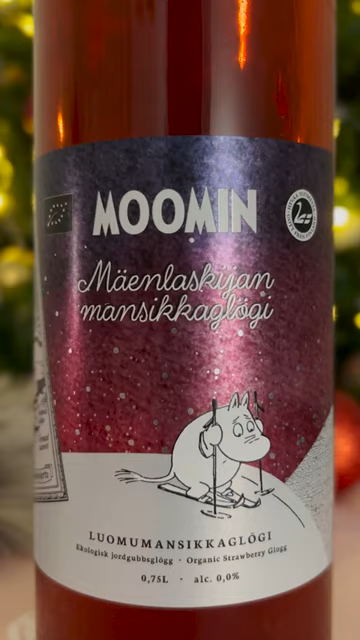 MOOMIN
Mäenlaskijan
mansikkaglögi
LUOMUMANSIKKAGLÖGI
Ekologisk jordgubbsglögg · Organic Strawberry Glogg
0,75L · alc. 0,0%